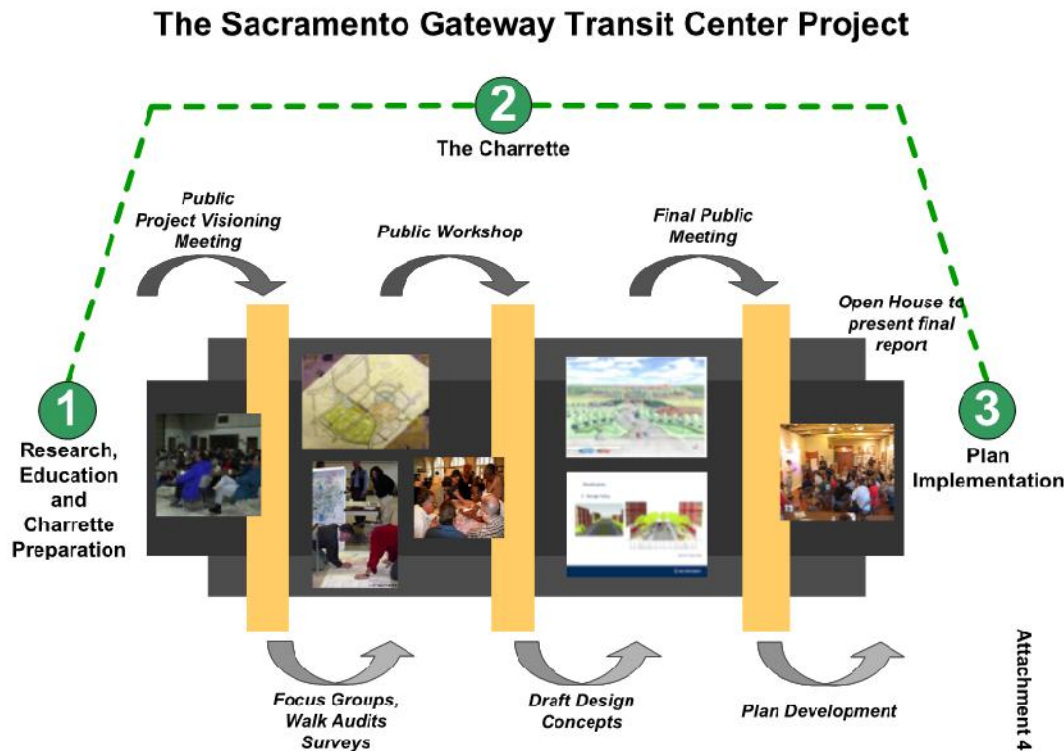 The Sacramento Gateway Transit Center Project
2
The Charrette
Public
Project Visioning
Meeting
Public Workshop
Final Public
Meeting
Open House to
present final
report
1
Research,
Education
and
Charrette
Preparation
3
Plan
Implementation
Focus Groups,
Walk Audits
Surveys
Draft Design
Concepts
Plan Development
Attachment 4